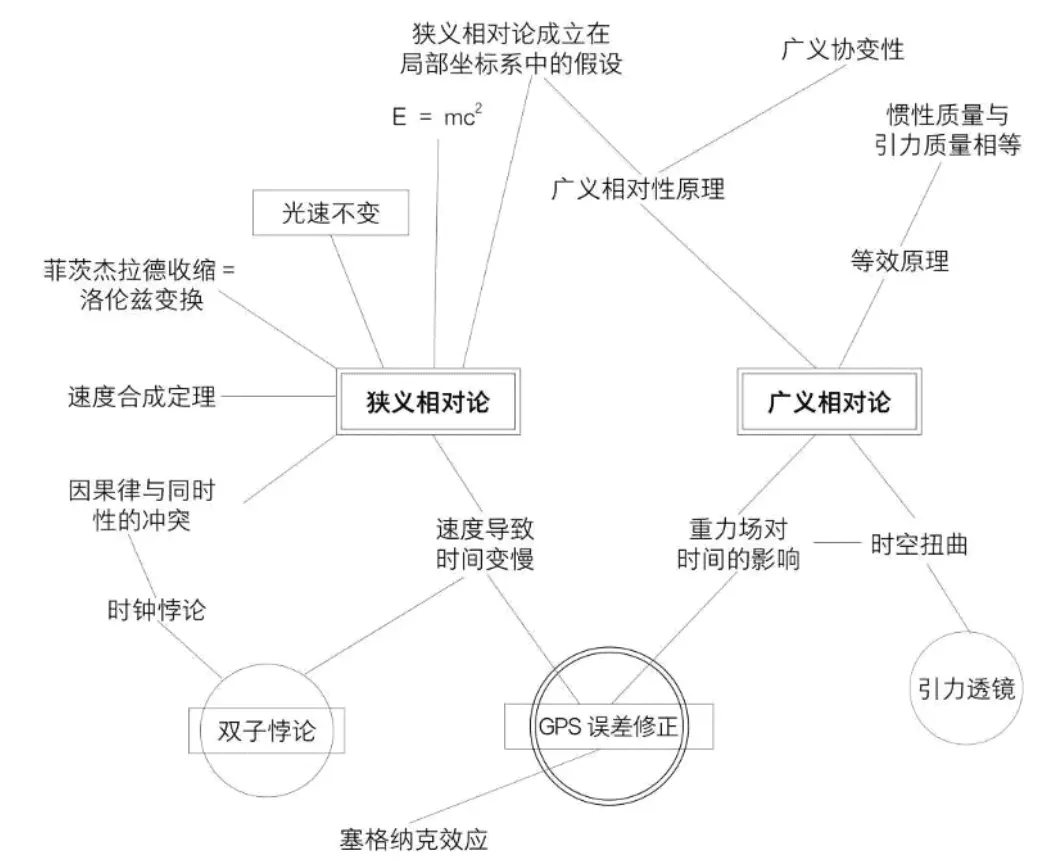 狭义相对论成立在
局部坐标系中的假设
广义协变性
E = mc²
惯性质量与
引力质量相等
广义相对性原理
光速不变
等效原理
菲茨杰拉德收缩=
洛伦兹变换
速度合成定理
狭义相对论
广义相对论
因果律与同时
性的冲突
速度导致
时间变慢
重力场对
时间的影响
时空扭曲
时钟悖论
引力透镜
双子悖论
GPS 误差修正
塞格纳克效应